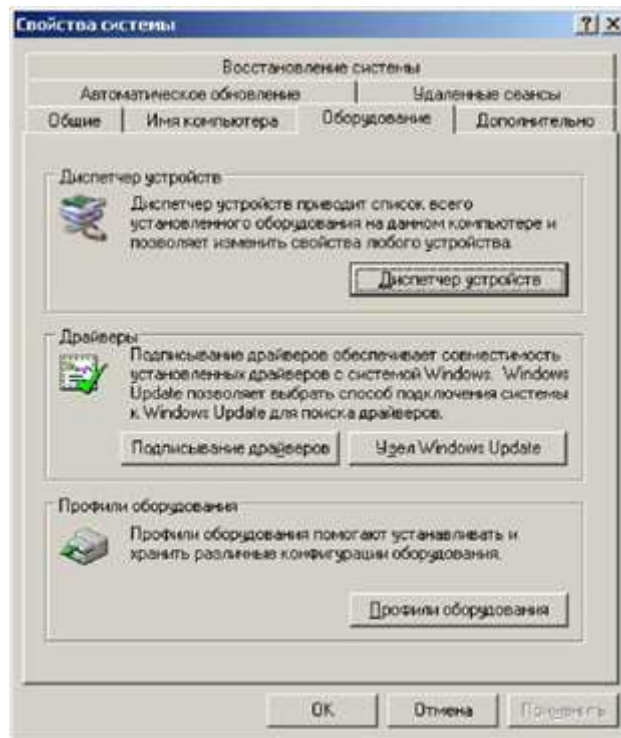 Свойства системы
Восстановление системы
Автоматическое обновление Удаленные сеансы
Общие Имя компьютера Оборудование Дополнительно
Диспетчер устройств
Диспетчер устройств приводит список всего
установленного оборудования на данном компьютере и
позволяет изменить свойства любого устройства.
Диспетчер устройств
Драйверы
Подписывание драйверов обеспечивает совместимость
установленных драйверов с системой Windows. Windows
Update позволяет выбрать способ подключения системы
к Windows Update для поиска драйверов.
Подписывание драйверов Узел Windows Update
Профили оборудования
Профили оборудования помогают устанавливать и
хранить различные конфигурации оборудования.
Профили оборудования
OK Отмена Применить